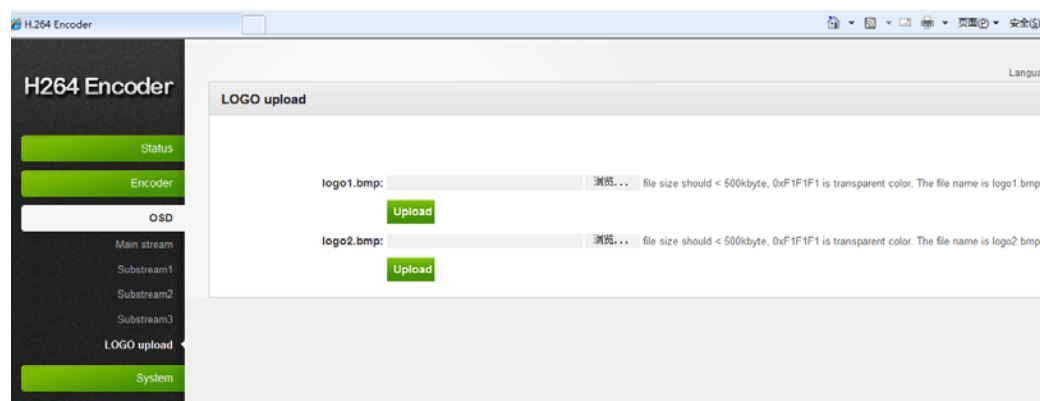 H.264 Encoder
页面(P) 安全(S)
H264 Encoder
Langua
LOGO upload
Status
Encoder
OSD
Main stream
Substream1
Substream2
Substream3
LOGO upload
System
logo1.bmp: 浏览... file size should < 500kbyte, 0xF1F1F1 is transparent color. The file name is logo1.bmp
Upload
logo2.bmp: 浏览... file size should < 500kbyte, 0xF1F1F1 is transparent color. The file name is logo2.bmp
Upload